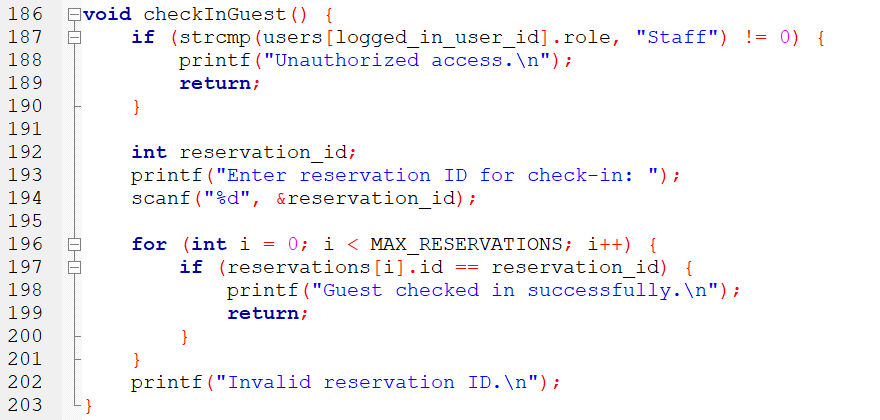 186 void checkInGuest() {
187     if (strcmp(users[logged_in_user_id].role, "Staff") != 0) {
188         printf("Unauthorized access.\n");
189         return;
190     }
191
192     int reservation_id;
193     printf("Enter reservation ID for check-in: ");
194     scanf("%d", &reservation_id);
195
196     for (int i = 0; i < MAX_RESERVATIONS; i++) {
197         if (reservations[i].id == reservation_id) {
198             printf("Guest checked in successfully.\n");
199             return;
200         }
201     }
202     printf("Invalid reservation ID.\n");
203 }